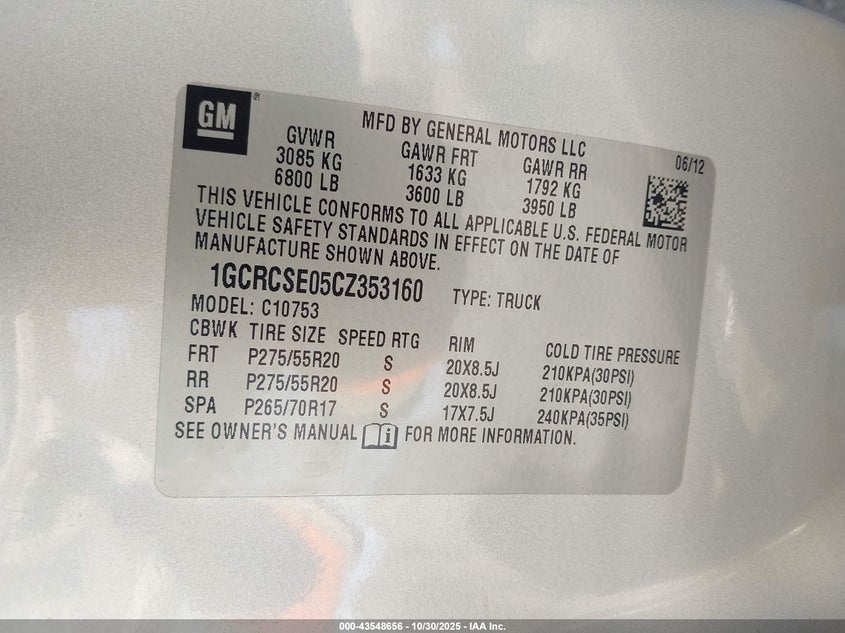 GM
MFD BY GENERAL MOTORS LLC
06/12
GVWR GAWR FRT GAWR RR
3085 KG 1633 KG 1792 KG
6800 LB 3600 LB 3950 LB
THIS VEHICLE CONFORMS TO ALL APPLICABLE U.S. FEDERAL MOTOR
VEHICLE SAFETY STANDARDS IN EFFECT ON THE DATE OF
MANUFACTURE SHOWN ABOVE.
1GCRCSE05CZ353160 TYPE: TRUCK
MODEL: C10753
CBWK TIRE SIZE SPEED RTG RIM COLD TIRE PRESSURE
FRT P275/55R20 S 20X8.5J 210KPA(30PSI)
RR P275/55R20 S 20X8.5J 210KPA(30PSI)
SPA P265/70R17 S 17X7.5J 240KPA(35PSI)
SEE OWNER'S MANUAL i FOR MORE INFORMATION.
000-43548656 - 10/30/2025 - IAA Inc.